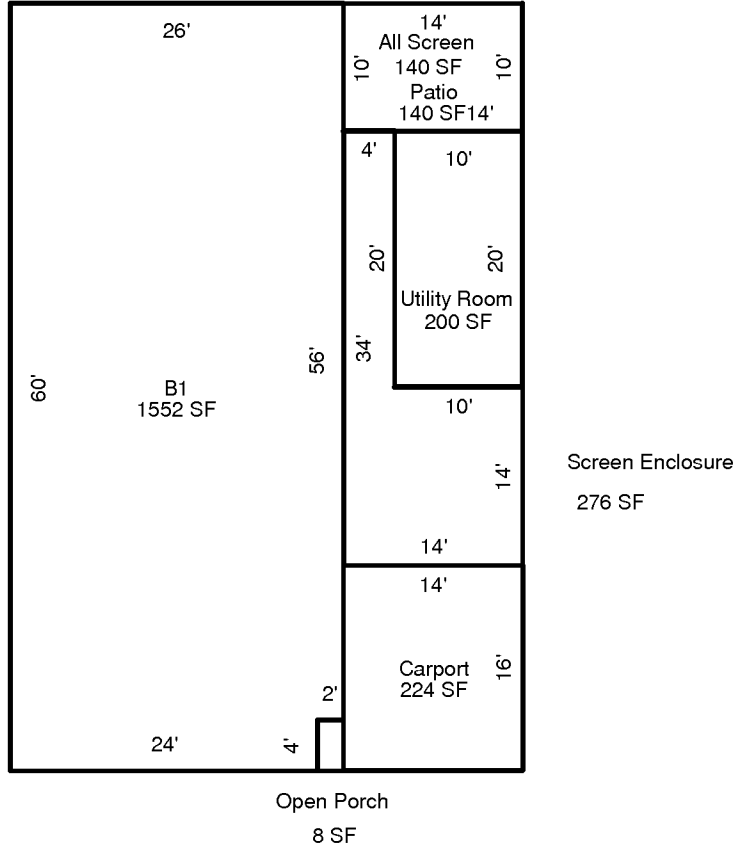 26'
14'
All Screen
10'
140 SF
10'
Patio
140 SF14'
4'
10'
20'
20'
Utility Room
200 SF
34'
56'
60'
B1
1552 SF
10'
Screen Enclosure
14'
276 SF
14'
14'
Carport
16'
224 SF
2'
24'
4'
Open Porch
8 SF